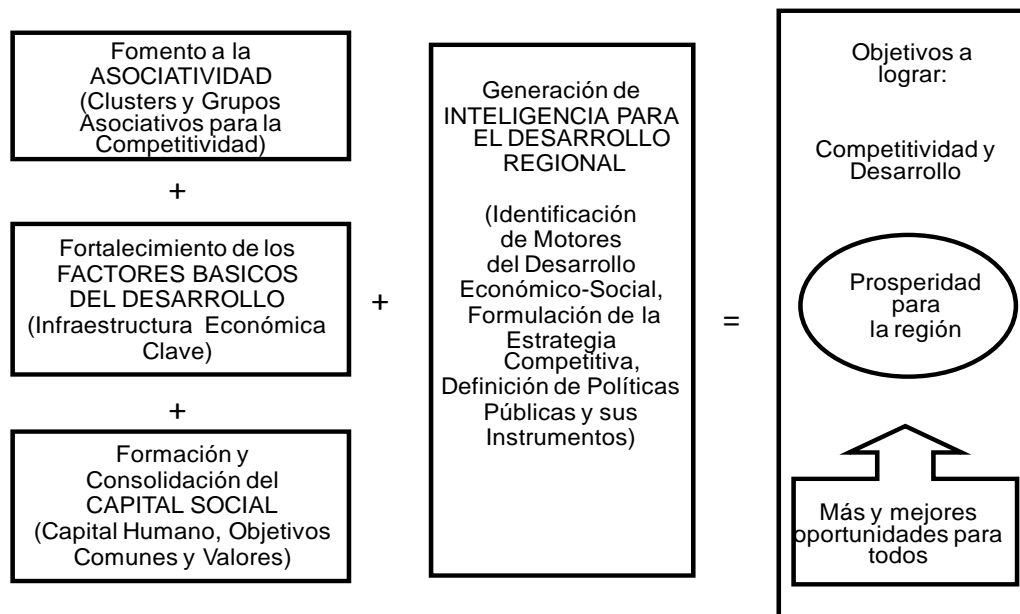 Fomento a la
ASOCIATIVIDAD
(Clusters y Grupos
Asociativos para la
Competitividad)
+
Fortalecimiento de los
FACTORES BASICOS
DEL DESARROLLO
(Infraestructura Económica
Clave)
+
Formación y
Consolidación del
CAPITAL SOCIAL
(Capital Humano, Objetivos
Comunes y Valores)
+
Generación de
INTELIGENCIA PARA
EL DESARROLLO
REGIONAL
(Identificación
de Motores
del Desarrollo
Económico-Social,
Formulación de la
Estrategia
Competitiva,
Definición de Políticas
Públicas y sus
Instrumentos)
=
Objetivos a
lograr:
Competitividad y
Desarrollo
Prosperidad
para
la región
Más y mejores
oportunidades para
todos